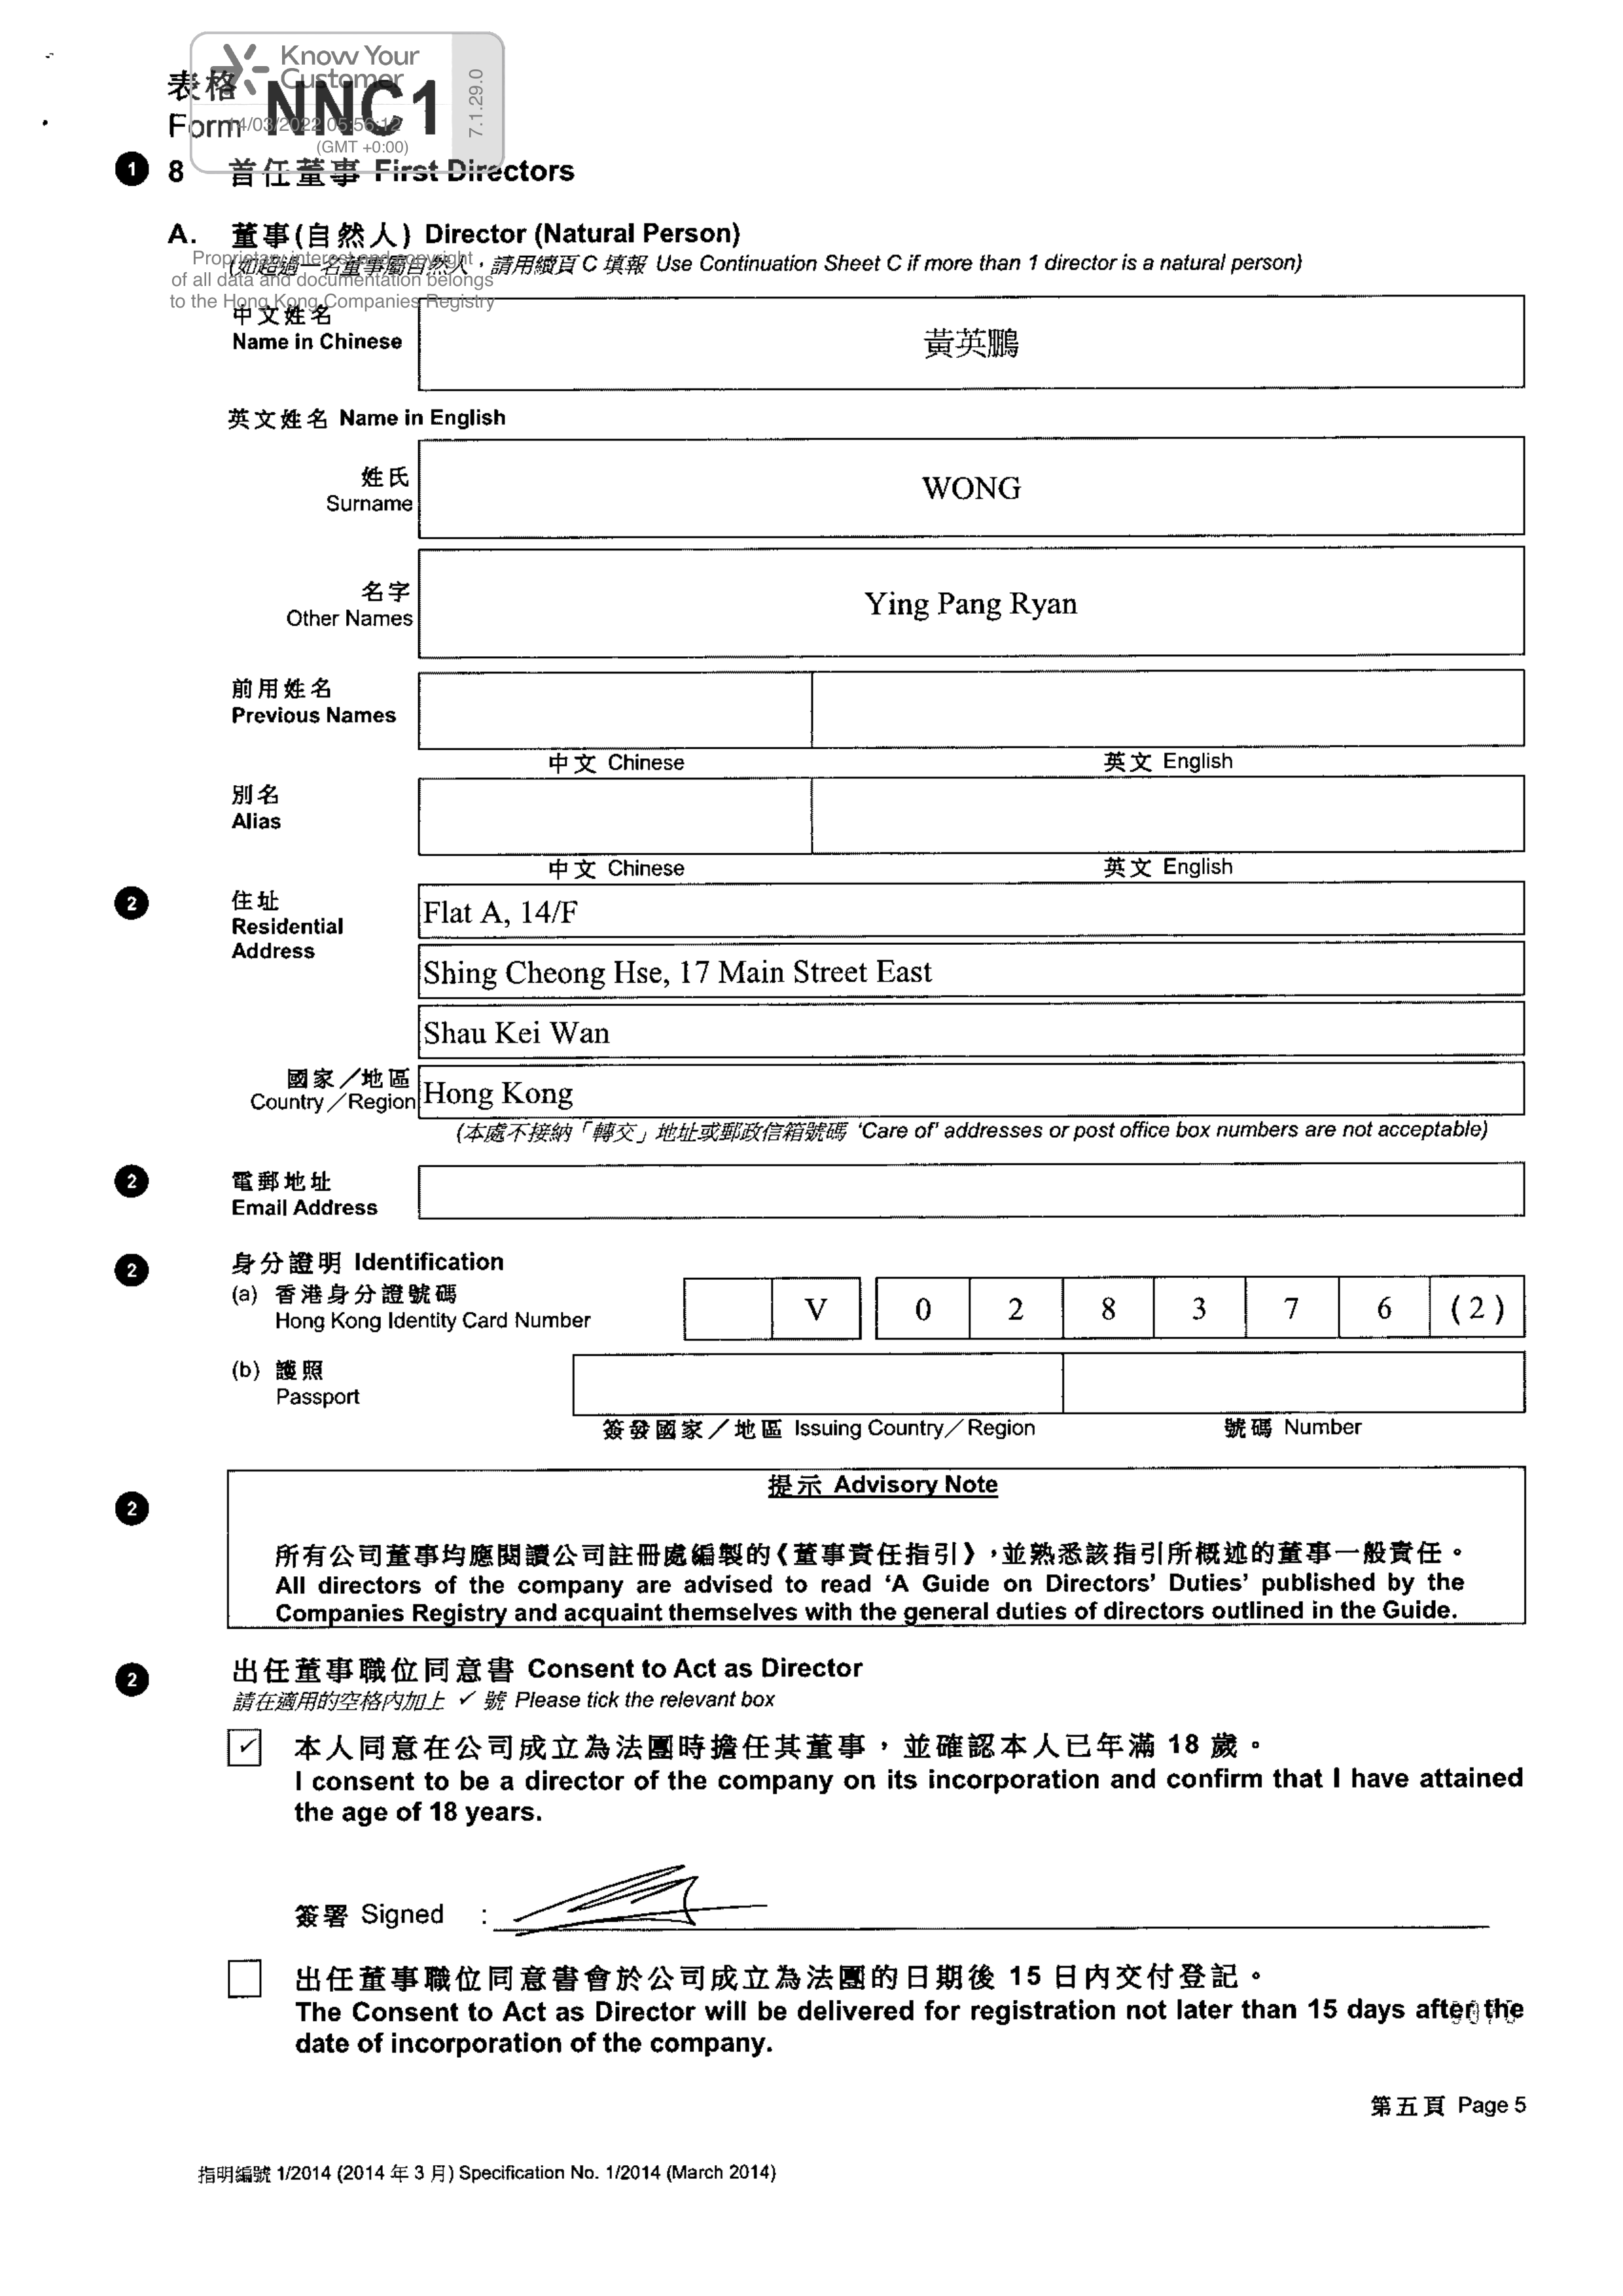 Know Your
Customer
14/03/2022 05:56:12
(GMT +0:00)
7.1.29.0
表格
Form NNC1
1 8 首任董事 First Directors
A. 董事(自然人) Director (Natural Person)
(如超過一名董事屬自然人,請用續頁 C 填報 Use Continuation Sheet C if more than 1 director is a natural person)
Proprietary interest and copyright
of all data and documentation belongs
to the Hong Kong Companies Registry
中文姓名
Name in Chinese
黃英鵬
英文姓名 Name in English
姓氏
Surname
WONG
名字
Other Names
Ying Pang Ryan
前用姓名
Previous Names
中文 Chinese 英文 English
別名
Alias
中文 Chinese 英文 English
2 住址
Residential
Address
Flat A, 14/F
Shing Cheong Hse, 17 Main Street East
Shau Kei Wan
國家/地區
Country/Region
Hong Kong
(本處不接納「轉交」地址或郵政信箱號碼 'Care of' addresses or post office box numbers are not acceptable)
2 電郵地址
Email Address
2 身分證明 Identification
(a) 香港身分證號碼
Hong Kong Identity Card Number
V 0 2 8 3 7 6 (2)
(b) 護照
Passport
簽發國家/地區 Issuing Country/Region 號碼 Number
2 提示 Advisory Note
所有公司董事均應閱讀公司註冊處編製的《董事責任指引》,並熟悉該指引所概述的董事一般責任。
All directors of the company are advised to read ‘A Guide on Directors’ Duties’ published by the
Companies Registry and acquaint themselves with the general duties of directors outlined in the Guide.
2 出任董事職位同意書 Consent to Act as Director
請在適用的空格內加上 ✓ 號 Please tick the relevant box
✓ 本人同意在公司成立為法團時擔任其董事,並確認本人已年滿 18 歲。
I consent to be a director of the company on its incorporation and confirm that I have attained
the age of 18 years.
簽署 Signed :
出任董事職位同意書會於公司成立為法團的日期後 15 日內交付登記。
The Consent to Act as Director will be delivered for registration not later than 15 days after the
date of incorporation of the company.
第五頁 Page 5
指明編號 1/2014 (2014 年 3 月) Specification No. 1/2014 (March 2014)